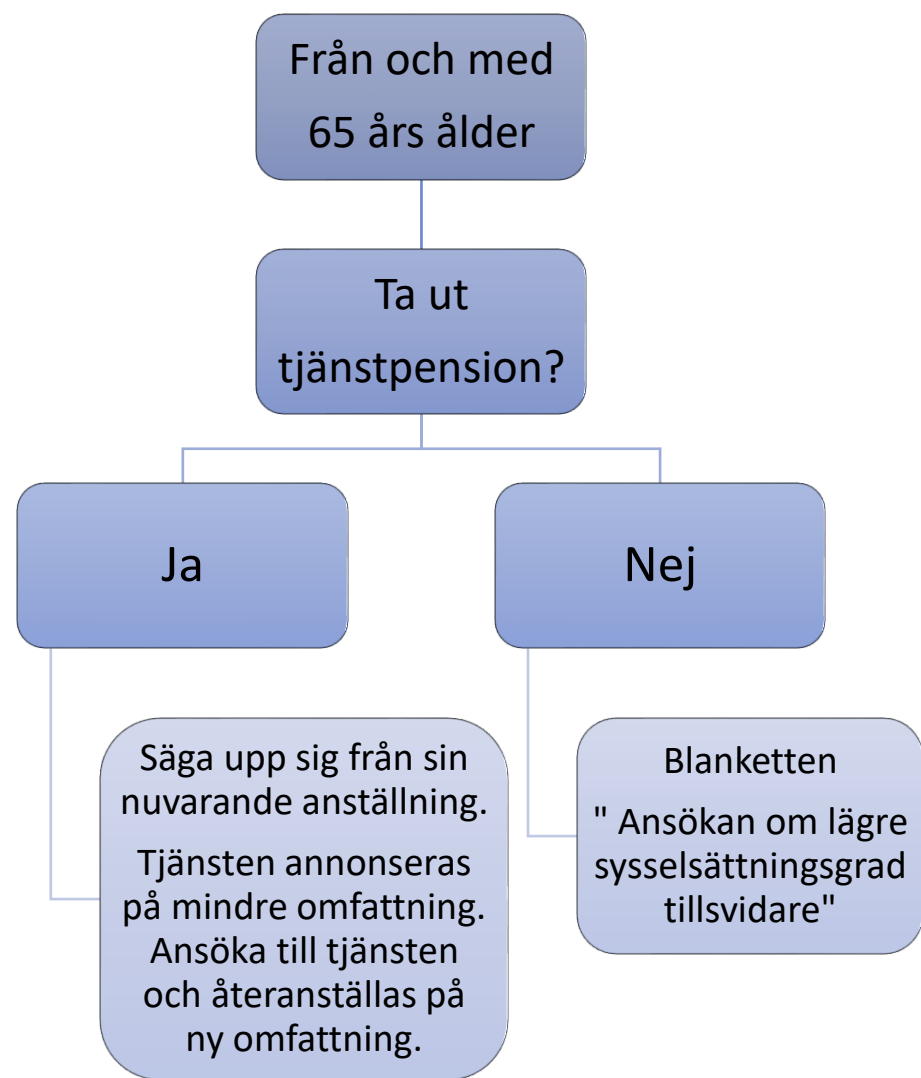 Från och med
65 års ålder
Ta ut
tjänstpension?
Ja
Nej
Säga upp sig från sin
nuvarande anställning.
Tjänsten annonseras
på mindre omfattning.
Ansöka till tjänsten
och återanställas på
ny omfattning.
Blanketten
" Ansökan om lägre
sysselsättningsgrad
tillsvidare"